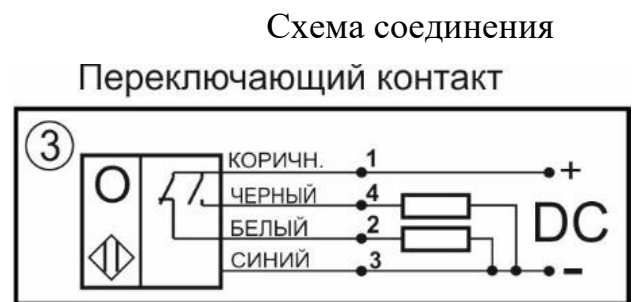 Схема соединения
Переключающий контакт
3
КОРИЧН. 1 +
О
ЧЕРНЫЙ 4
DC
БЕЛЫЙ 2
СИНИЙ 3 -